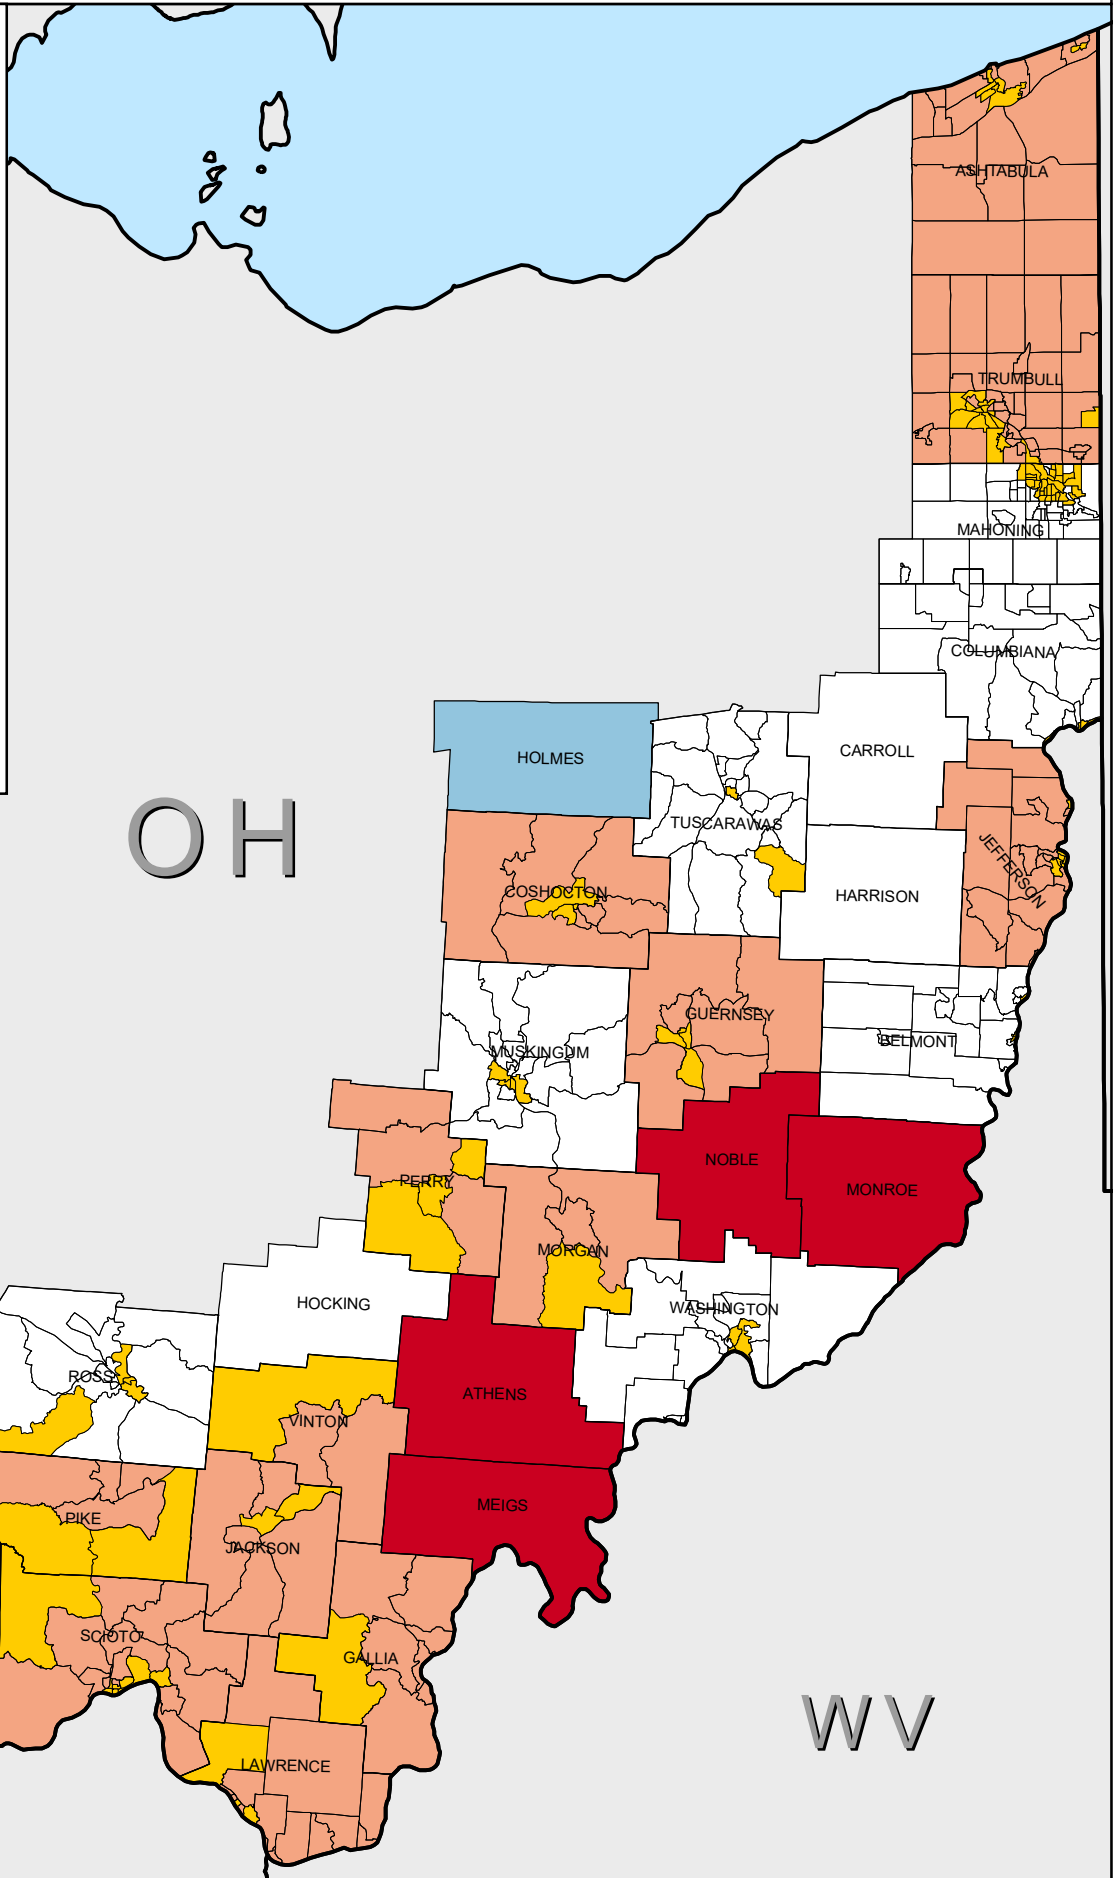 ASHTABULA
TRUMBULL
MAHONING
COLUMBIANA
CARROLL
HOLMES
TUSCARAWAS
OH
JEFFERSON
COSHOCTON
HARRISON
GUERNSEY
BELMONT
MUSKINGUM
NOBLE
PERRY
MONROE
MORGAN
HOCKING
WASHINGTON
ROSS
ATHENS
VINTON
MEIGS
PIKE
JACKSON
SCIOTO
GALLIA
WV
LAWRENCE